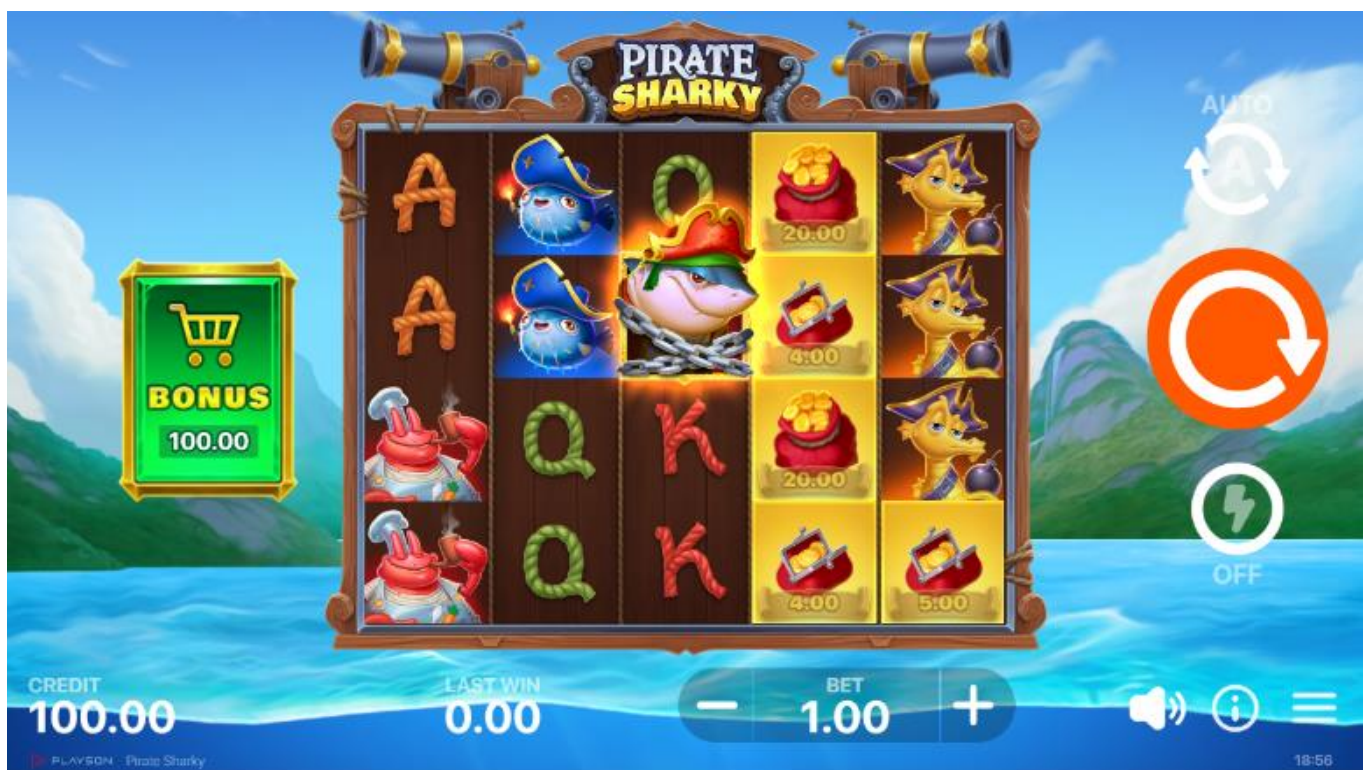 PIRATE
SHARKY
AUTO
A
A
Q
20.00
A
4.00
BONUS
100.00
Q
K
20.00
Q
K
4.00
5.00
OFF
CREDIT
100.00
LAST WIN
0.00
BET
1.00
PLAYSON Pirate Sharky
18:56